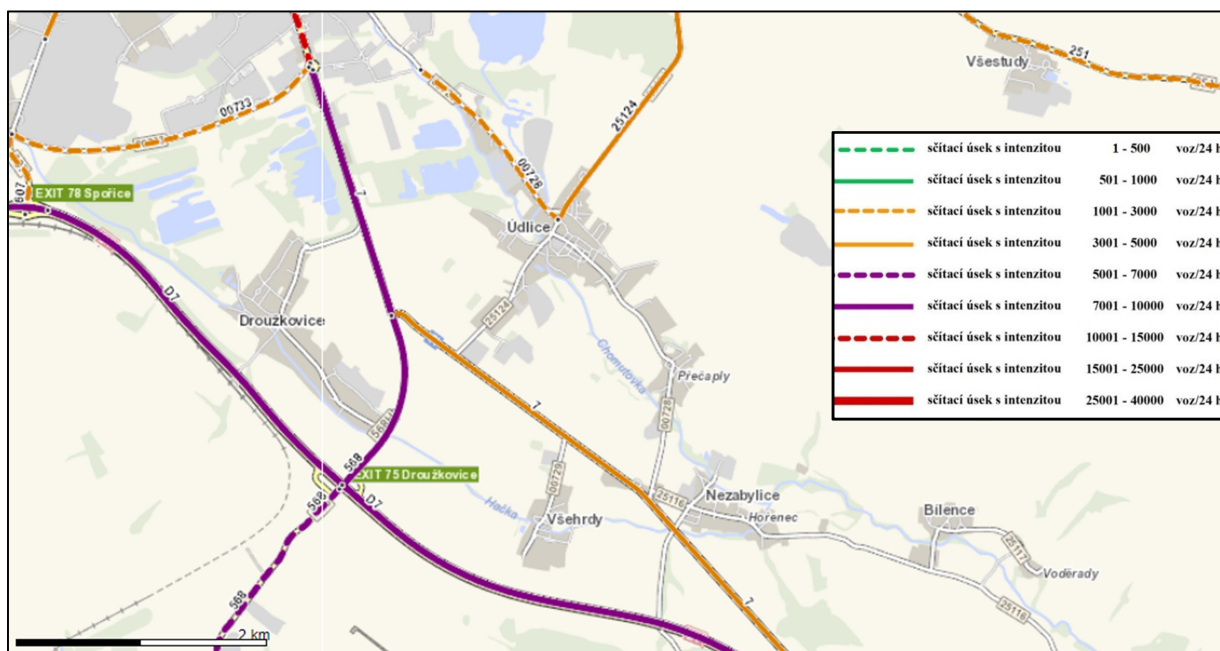 251
Všestudy
00733
25124
00728
7
EXIT 78 Spořice
607
Údlice
D7
Droužkovice
25124
Chomutovka
Přečaply
7
00728
568
568
EXIT 75 Droužkovice
D7
00729
25116
Nezabylice
Hořenec
Hačka
Všehrdy
Bílence
25117
Voděrady
568
568
7
25116
2 km
sčítací úsek s intenzitou 1 - 500 voz/24 h
sčítací úsek s intenzitou 501 - 1000 voz/24 h
sčítací úsek s intenzitou 1001 - 3000 voz/24 h
sčítací úsek s intenzitou 3001 - 5000 voz/24 h
sčítací úsek s intenzitou 5001 - 7000 voz/24 h
sčítací úsek s intenzitou 7001 - 10000 voz/24 h
sčítací úsek s intenzitou 10001 - 15000 voz/24 h
sčítací úsek s intenzitou 15001 - 25000 voz/24 h
sčítací úsek s intenzitou 25001 - 40000 voz/24 h